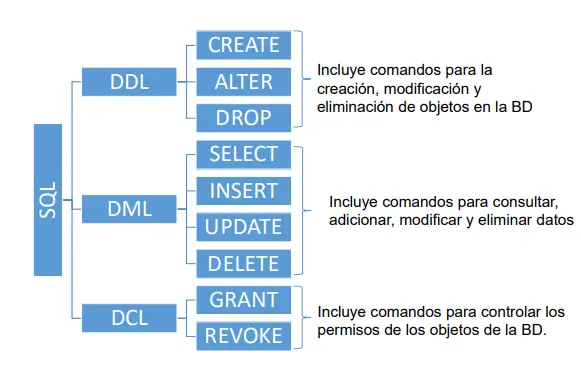 SQL
DDL
CREATE
ALTER
DROP
Incluye comandos para la
creación, modificación y
eliminación de objetos en la BD
DML
SELECT
INSERT
UPDATE
DELETE
Incluye comandos para consultar,
adicionar, modificar y eliminar datos
DCL
GRANT
REVOKE
Incluye comandos para controlar los
permisos de los objetos de la BD.